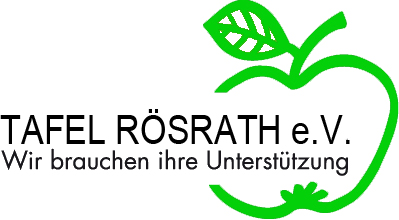 TAFEL RÖSRATH e.V.
Wir brauchen ihre Unterstützung